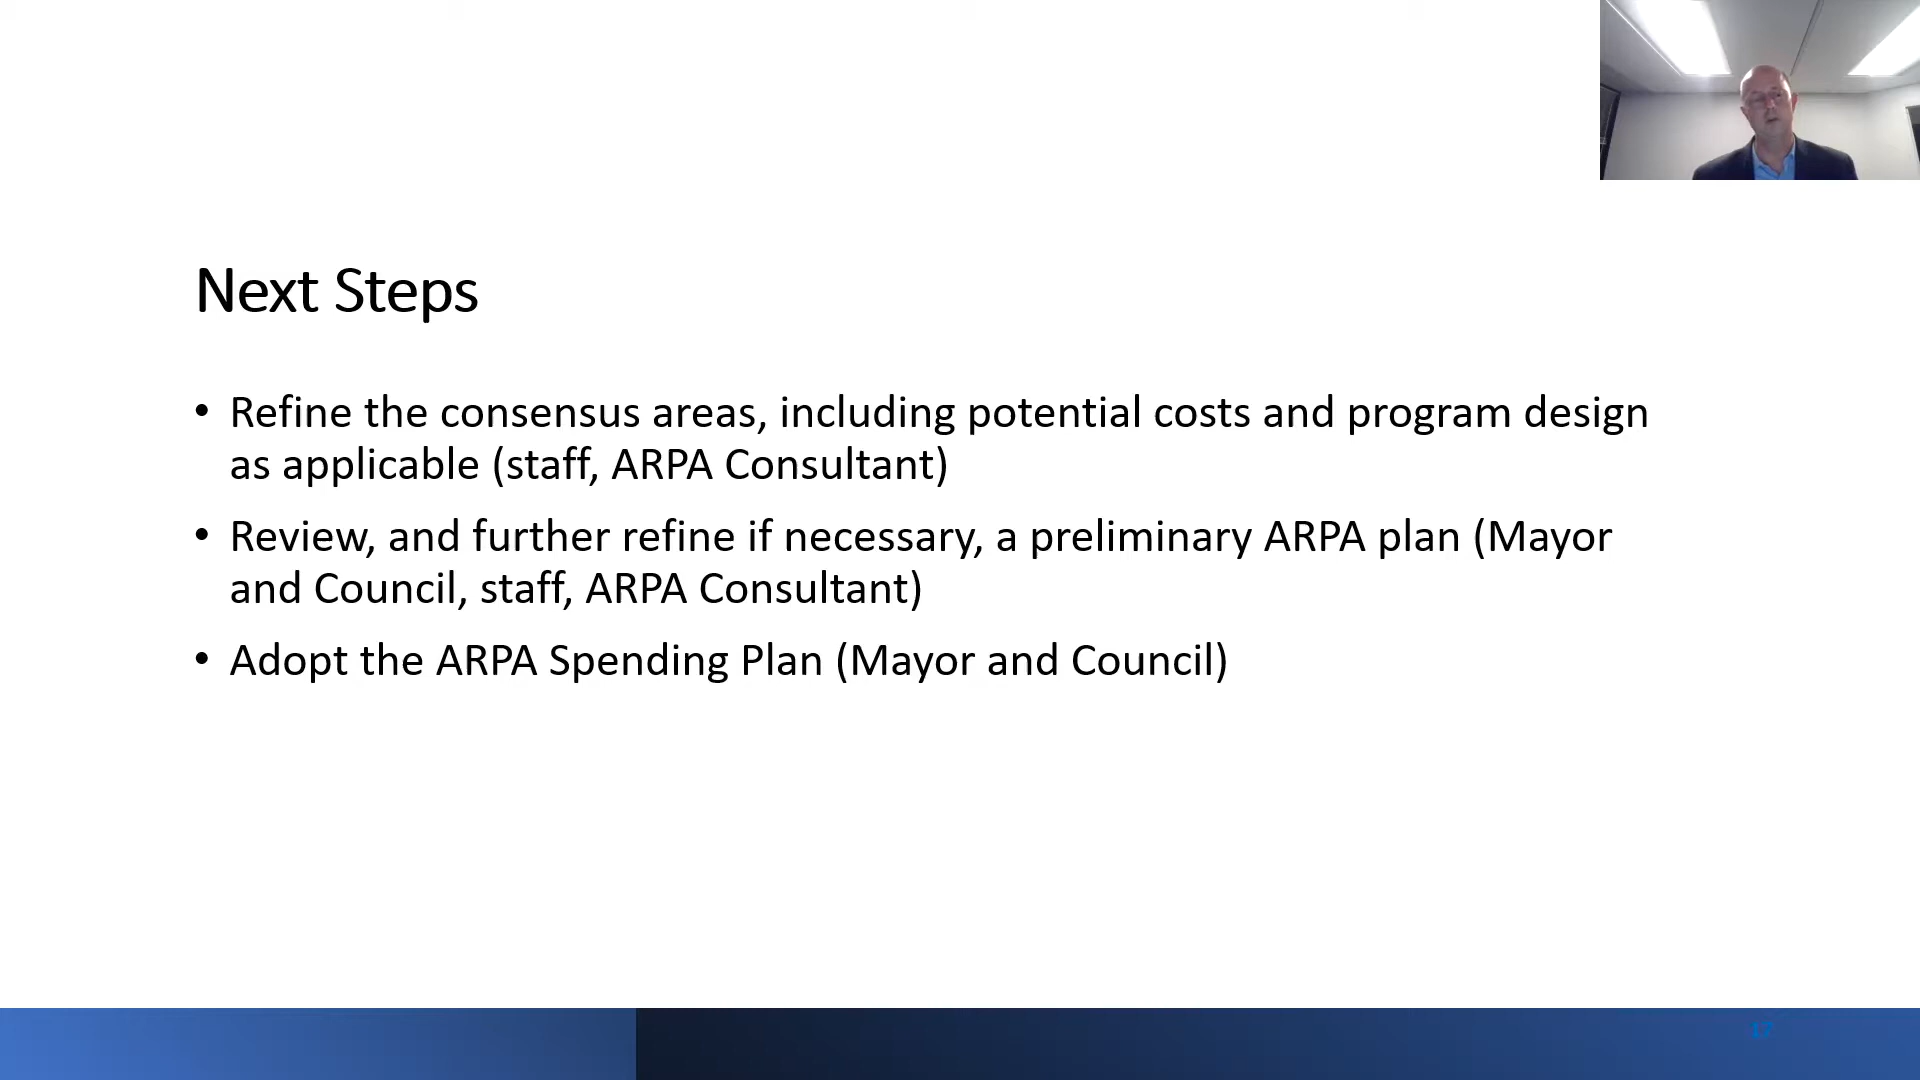 Next Steps
• Refine the consensus areas, including potential costs and program design
as applicable (staff, ARPA Consultant)
• Review, and further refine if necessary, a preliminary ARPA plan (Mayor
and Council, staff, ARPA Consultant)
• Adopt the ARPA Spending Plan (Mayor and Council)
17